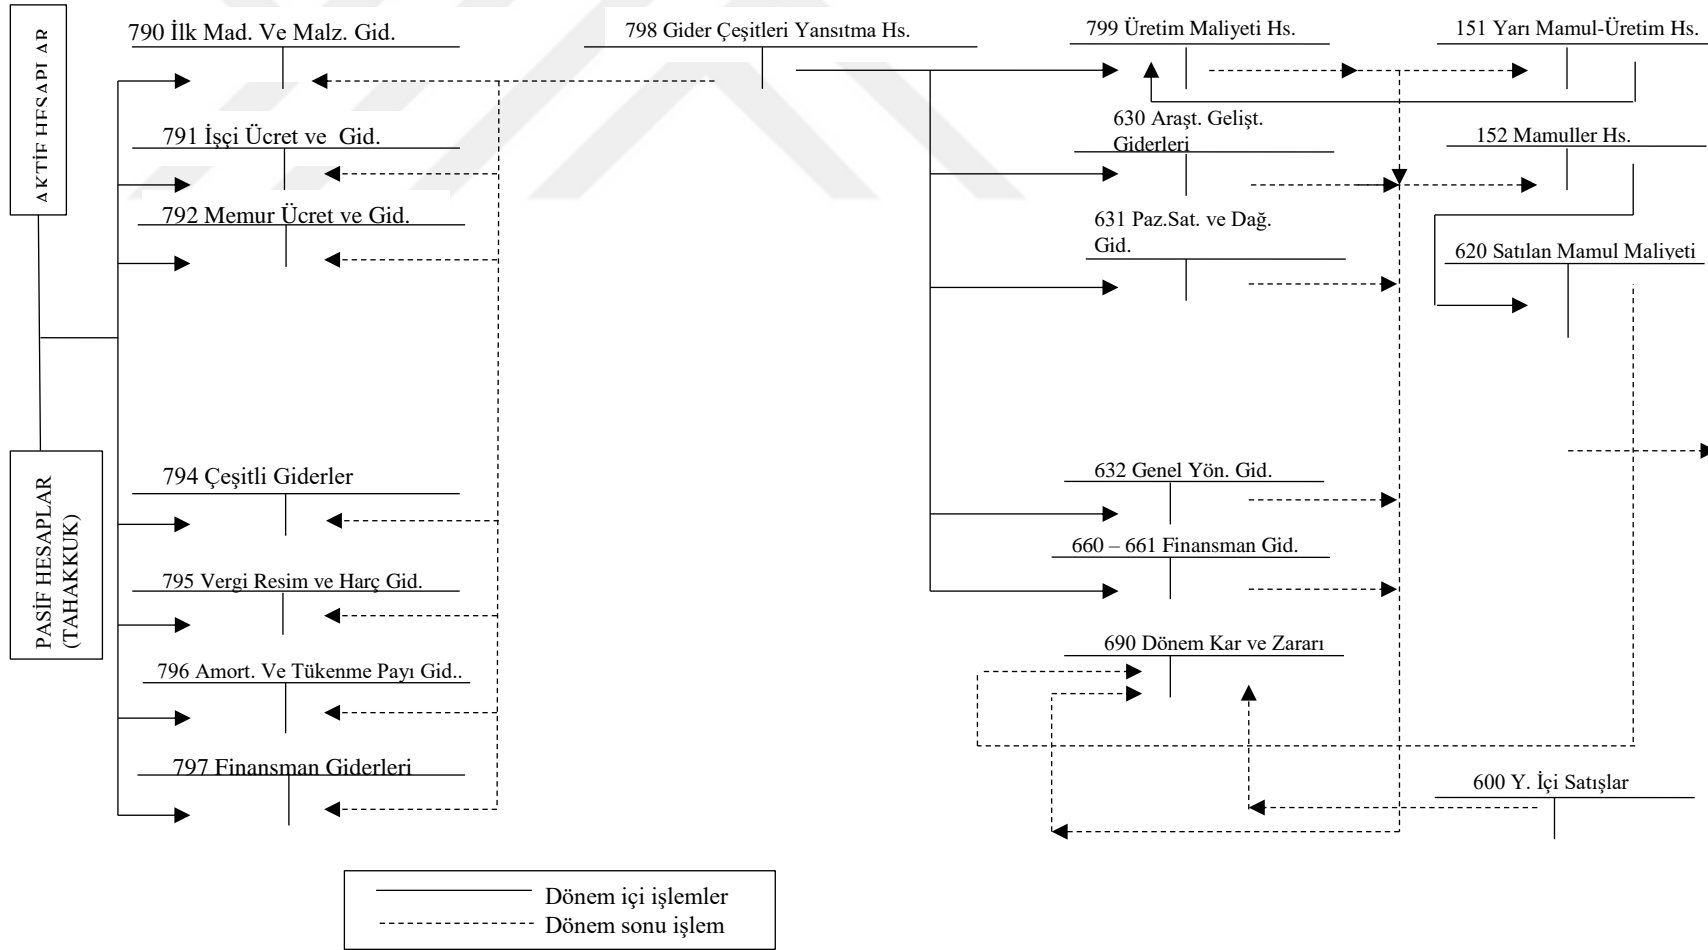 AKTİF HESAPLAR
790 İlk Mad. Ve Malz. Gid.
798 Gider Çeşitleri Yansıtma Hs.
799 Üretim Maliyeti Hs.
151 Yarı Mamul-Üretim Hs.
791 İşçi Ücret ve Gid.
630 Araşt. Gelişt.
Giderleri
152 Mamuller Hs.
792 Memur Ücret ve Gid.
631 Paz.Sat. ve Dağ.
Gid.
620 Satılan Mamul Maliyeti
PASİF HESAPLAR
(TAHAKKUK)
794 Çeşitli Giderler
632 Genel Yön. Gid.
795 Vergi Resim ve Harç Gid.
660 – 661 Finansman Gid.
796 Amort. Ve Tükenme Payı Gid..
690 Dönem Kar ve Zararı
797 Finansman Giderleri
600 Y. İçi Satışlar
Dönem içi işlemler
Dönem sonu işlem